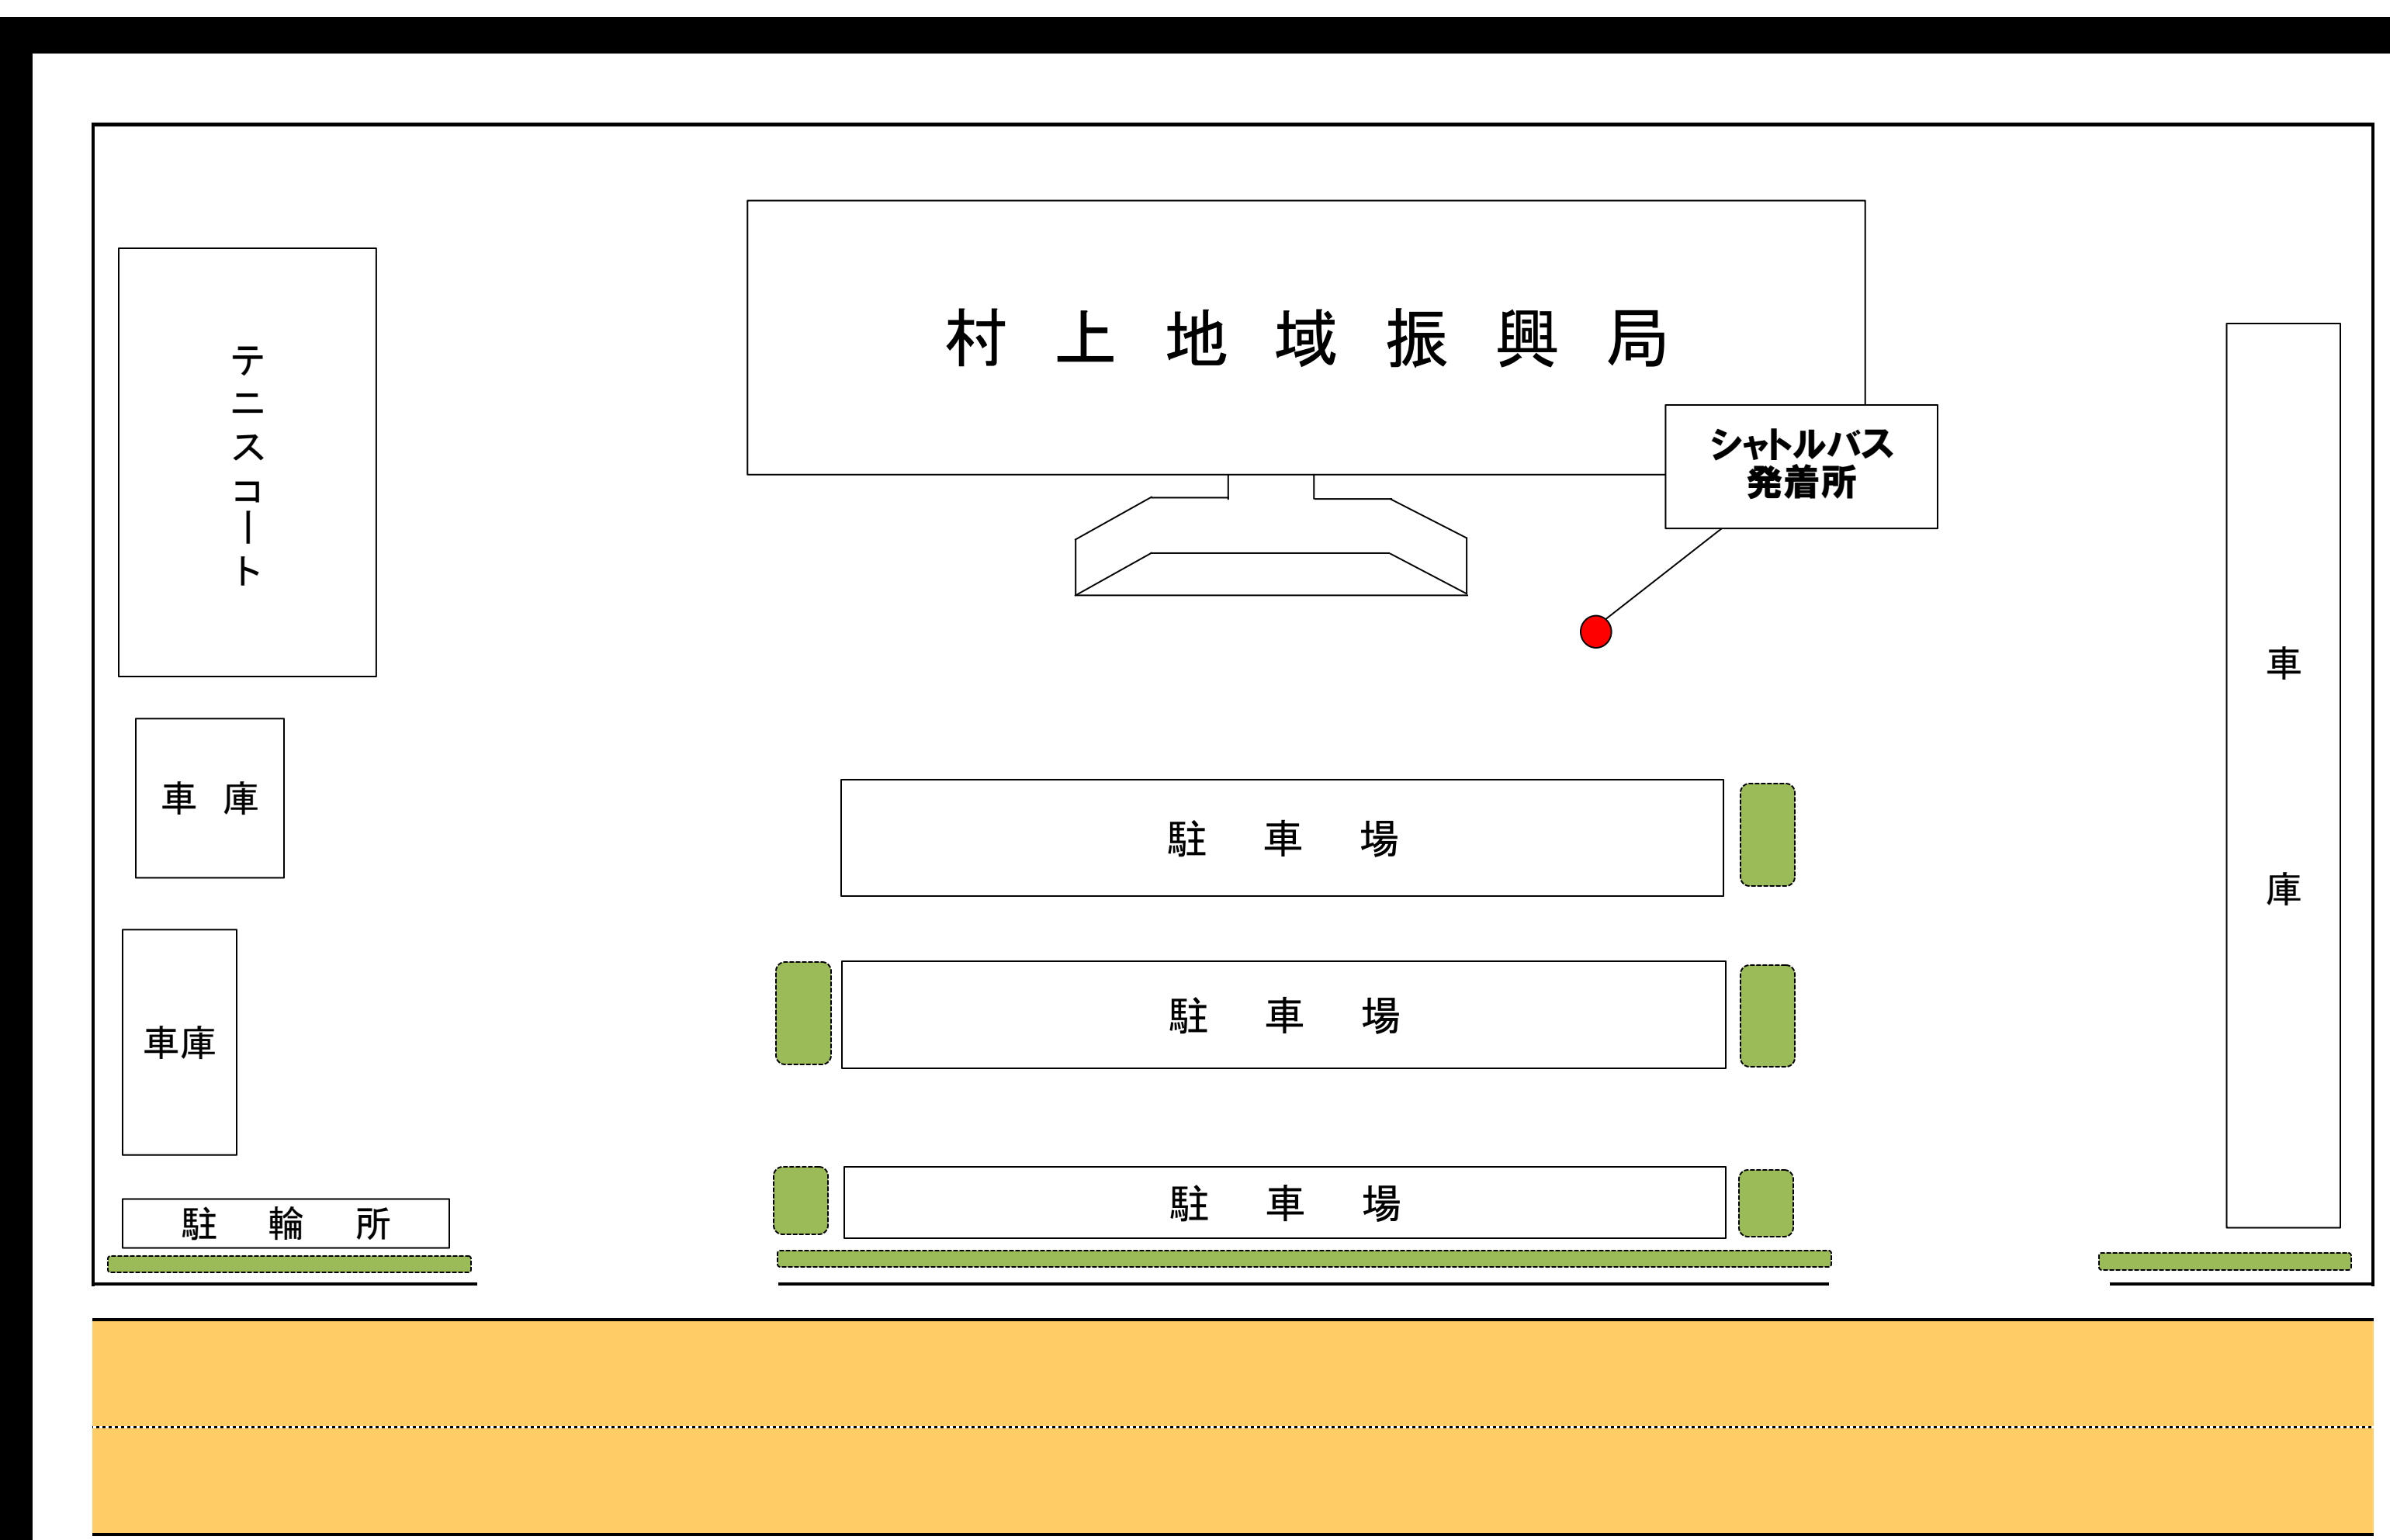 村上地域振興局
シャトルバス
発着所
テニスコート
車庫
車庫
車庫
駐車場
駐車場
駐車場
駐輪所